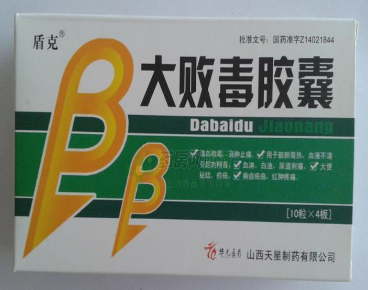 盾克®
批准文号：国药准字Z14021844
大败毒胶囊
Dabaidu Jiaonang
清血败毒，消肿止痛。用于脏腑毒热，血液不清
引起的梅毒，血淋，白浊，尿道刺痛，大便
秘结，疥疮，痈疽疮疡，红肿疼痛。
[10粒×4板]
山西天星制药有限公司